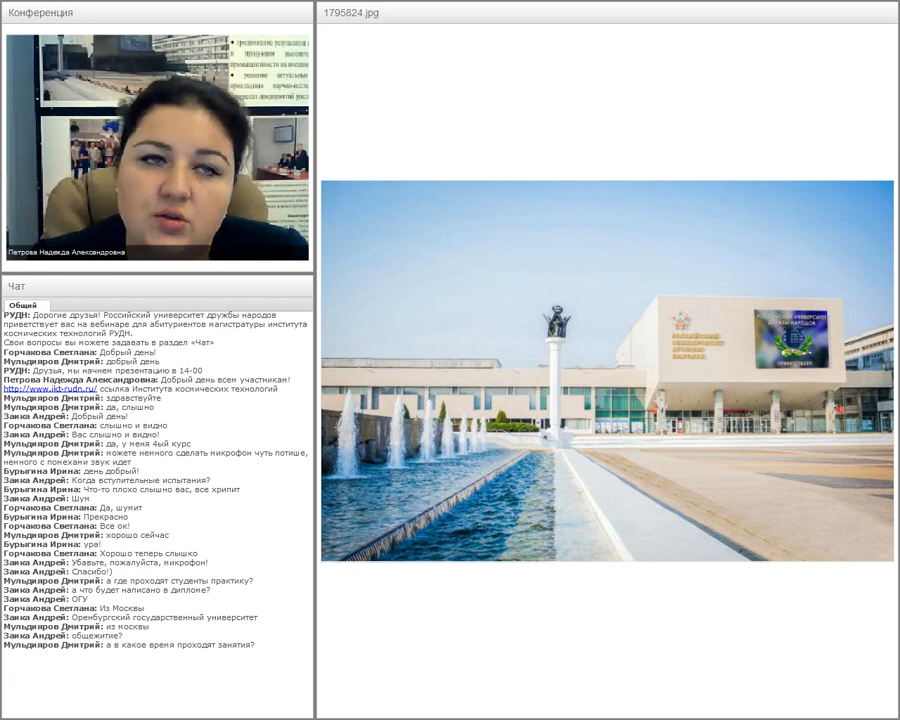 Конференция
1795824.jpg
Петрова Надежда Александровна
Чат
Общий
РУДН: Дорогие друзья! Российский университет дружбы народов
приветствует вас на вебинаре для абитуриентов магистратуры института
космических технологий РУДН.
Свои вопросы вы можете задавать в раздел «Чат»
Горчакова Светлана: Добрый день!
Мульдияров Дмитрий: добрый день
РУДН: Друзья, мы начнем презентацию в 14-00
Петрова Надежда Александровна: Добрый день всем участникам!
http://www.ikt-rudn.ru/ ссылка Института космических технологий
Мульдияров Дмитрий: здравствуйте
Мульдияров Дмитрий: да, слышно
Заика Андрей: Добрый день!
Горчакова Светлана: слышно и видно
Заика Андрей: Вас слышно и видно!
Мульдияров Дмитрий: да, у меня 4ый курс
Мульдияров Дмитрий: можете немного сделать микрофон чуть потише,
немного с помехами звук идет
Бурыгина Ирина: день добрый!
Заика Андрей: Когда вступительные испытания?
Бурыгина Ирина: Что-то плохо слышно вас, все хрипит
Заика Андрей: Шум
Горчакова Светлана: Да, шумит
Бурыгина Ирина: Прекрасно
Горчакова Светлана: Все ок!
Мульдияров Дмитрий: хорошо сейчас
Бурыгина Ирина: ура!
Горчакова Светлана: Хорошо теперь слышко
Заика Андрей: Убавьте, пожалуйста, микрофон!
Заика Андрей: Спасибо!)
Мульдияров Дмитрий: а где проходят студенты практику?
Заика Андрей: а что будет написано в дипломе?
Заика Андрей: ОГУ
Горчакова Светлана: Из Москвы
Заика Андрей: Оренбургский государственный университет
Мульдияров Дмитрий: из москвы
Заика Андрей: общежитие?
Мульдияров Дмитрий: а в какое время проходят занятия?
РОССИЙСКИЙ УНИВЕРСИТЕТ
ДРУЖБЫ НАРОДОВ
ПРИВЕТСТВУЕТ
РОССИЙСКИЙ
УНИВЕРСИТЕТ
ДРУЖБЫ
НАРОДОВ